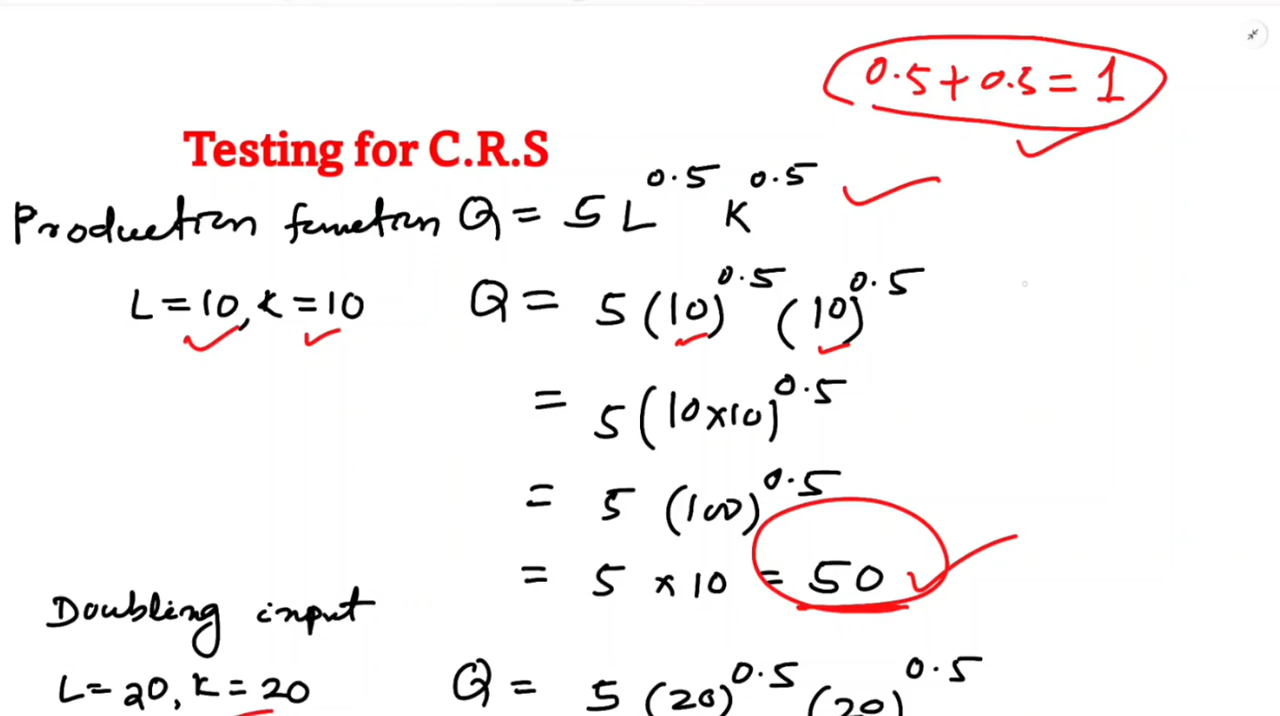 0.5 + 0.5 = 1
Testing for C.R.S
Production function Q = 5 L^0.5 K^0.5
L = 10, K = 10 Q = 5 (10)^0.5 (10)^0.5
= 5 (10×10)^0.5
= 5 (100)^0.5
= 5 × 10 = 50
Doubling input
L = 20, K = 20 Q = 5 (20)^0.5 (20)^0.5